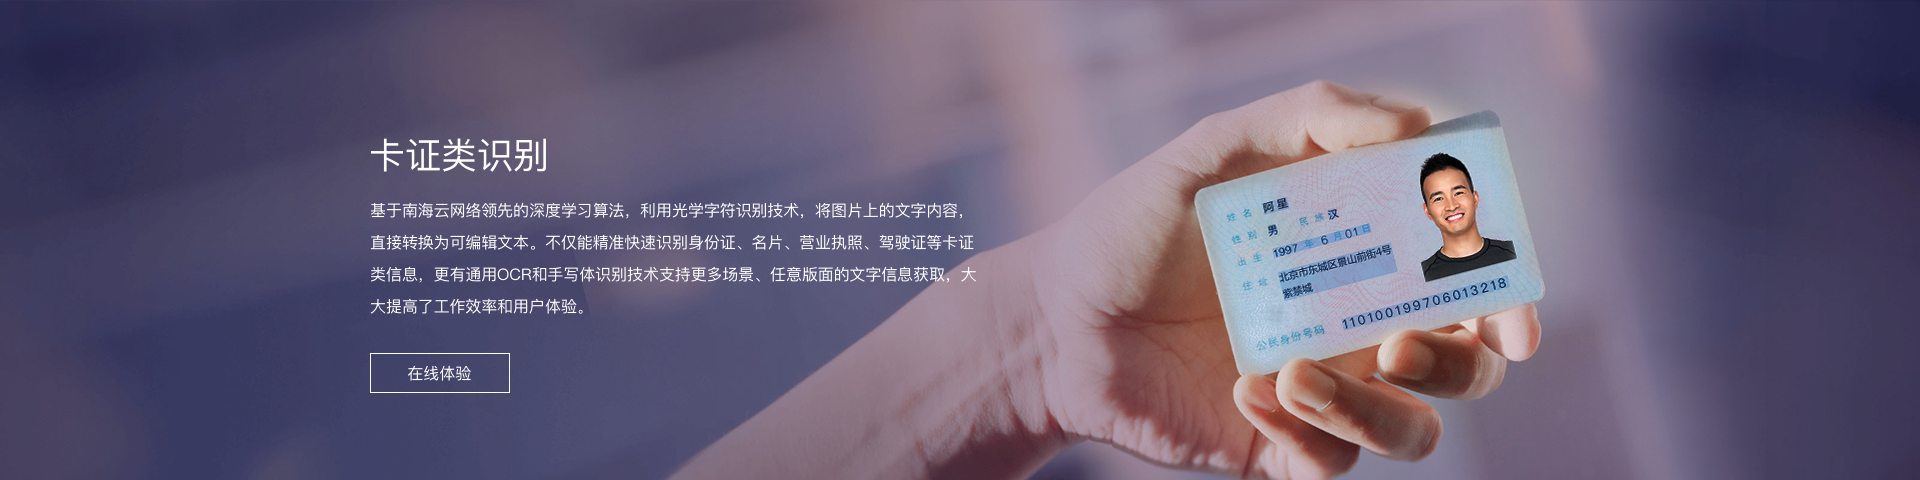 卡证类识别
基于南海云网络领先的深度学习算法，利用光学字符识别技术，将图片上的文字内容，
直接转换为可编辑文本。不仅能精准快速识别身份证、名片、营业执照、驾驶证等卡证
类信息，更有通用OCR和手写体识别技术支持更多场景、任意版面的文字信息获取，大
大提高了工作效率和用户体验。
在线体验
姓名 阿星
性别 男 民族 汉
出生 1997 年 6 月 01 日
住址 北京市东城区景山前街4号
紫禁城
公民身份号码 110100199706013218